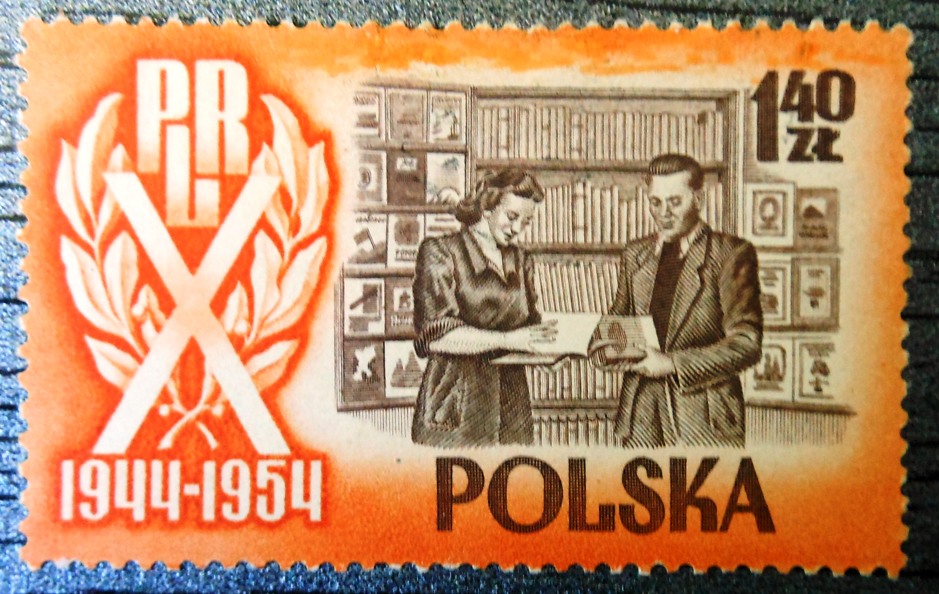 PRL
X
1944-1954
1.40
ZŁ
POLSKA